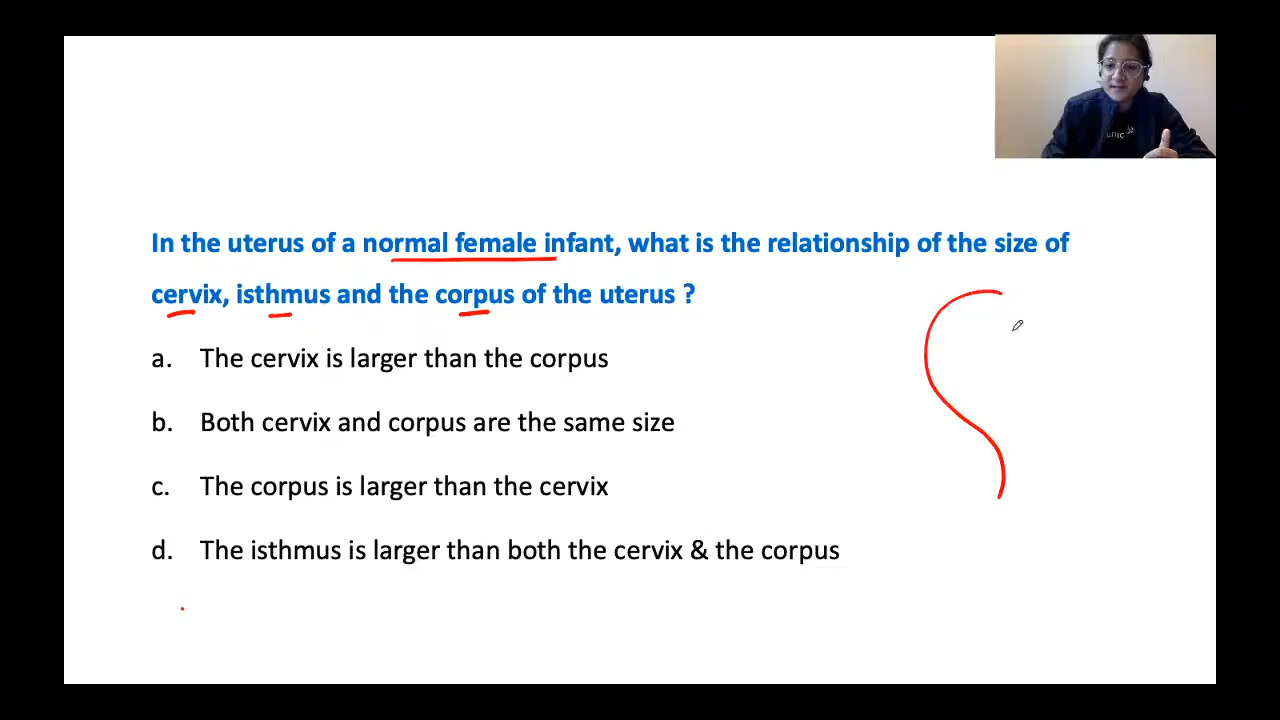 In the uterus of a normal female infant, what is the relationship of the size of
cervix, isthmus and the corpus of the uterus ?
a. The cervix is larger than the corpus
b. Both cervix and corpus are the same size
c. The corpus is larger than the cervix
d. The isthmus is larger than both the cervix & the corpus